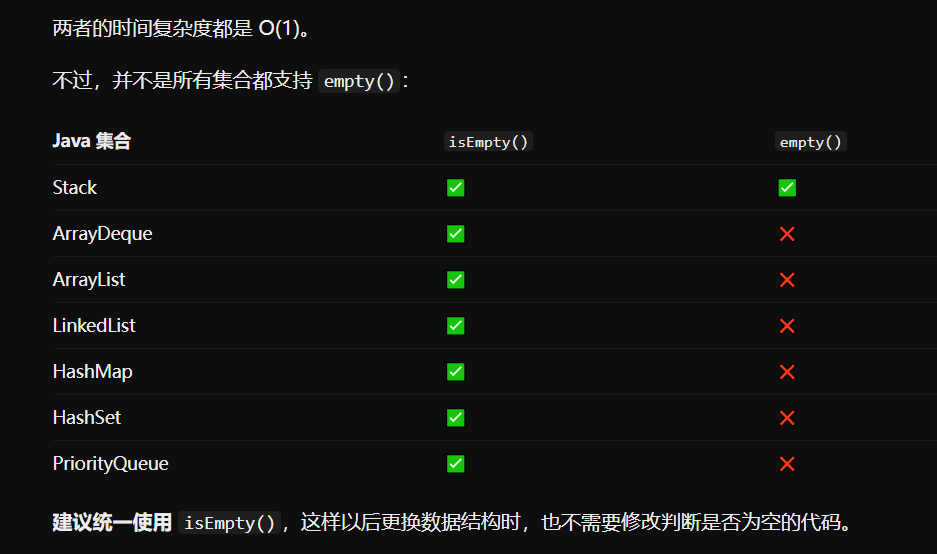 两者的时间复杂度都是 O(1)。
不过，并不是所有集合都支持 empty()：
Java 集合 isEmpty() empty()
Stack ✅ ✅
ArrayDeque ✅ ❌
ArrayList ✅ ❌
LinkedList ✅ ❌
HashMap ✅ ❌
HashSet ✅ ❌
PriorityQueue ✅ ❌
建议统一使用 isEmpty()，这样以后更换数据结构时，也不需要修改判断是否为空的代码。